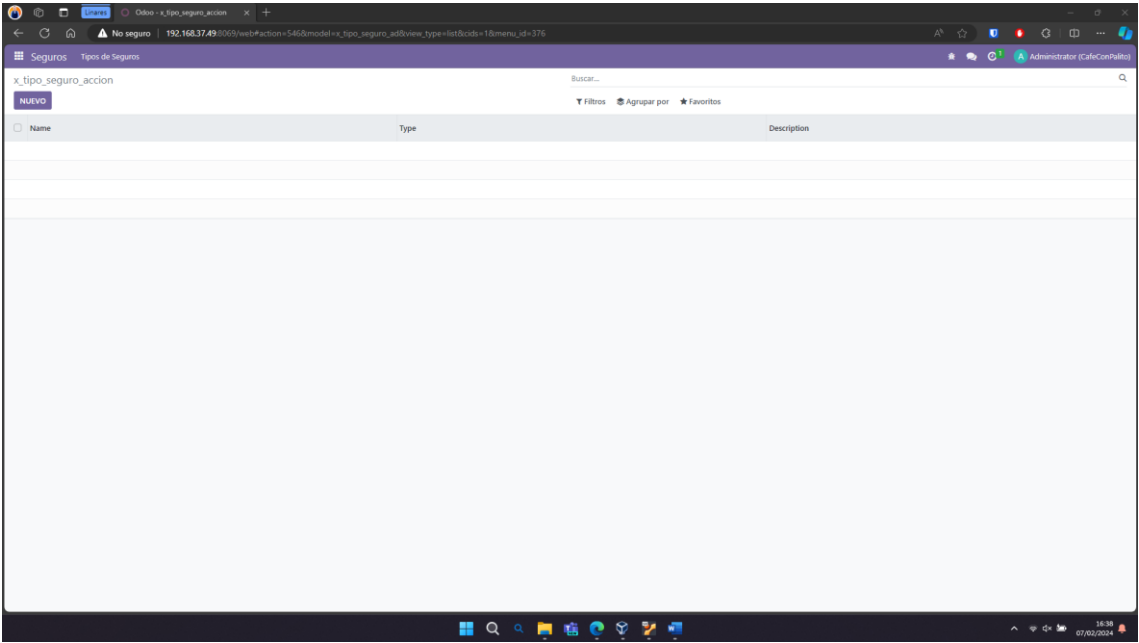 Linares
Odoo - x_tipo_seguro_accion
No seguro
192.168.37.49:8069/web#action=546&model=x_tipo_seguro_ad&view_type=list&cids=1&menu_id=376
Seguros Tipos de Seguros
1
A Administrator (CafeConPalito)
x_tipo_seguro_accion
Buscar...
NUEVO
Filtros Agrupar por Favoritos
Name Type Description
16:38
07/02/2024